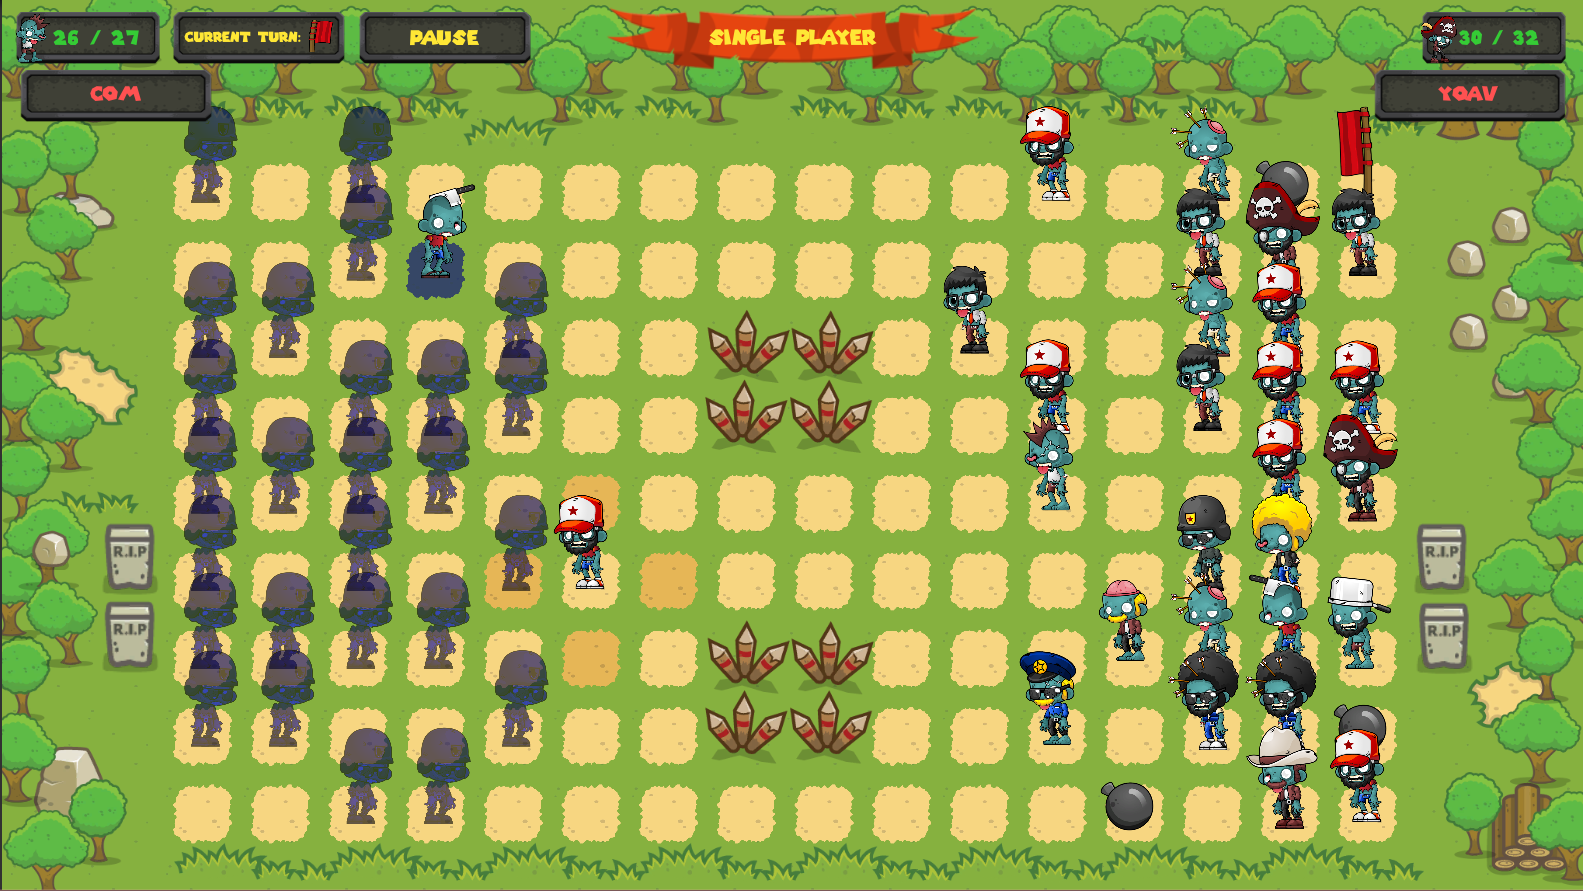 26 / 27
CURRENT TURN:
PAUSE
SINGLE PLAYER
30 / 32
COM
YOAV
R.I.P
R.I.P
R.I.P
R.I.P